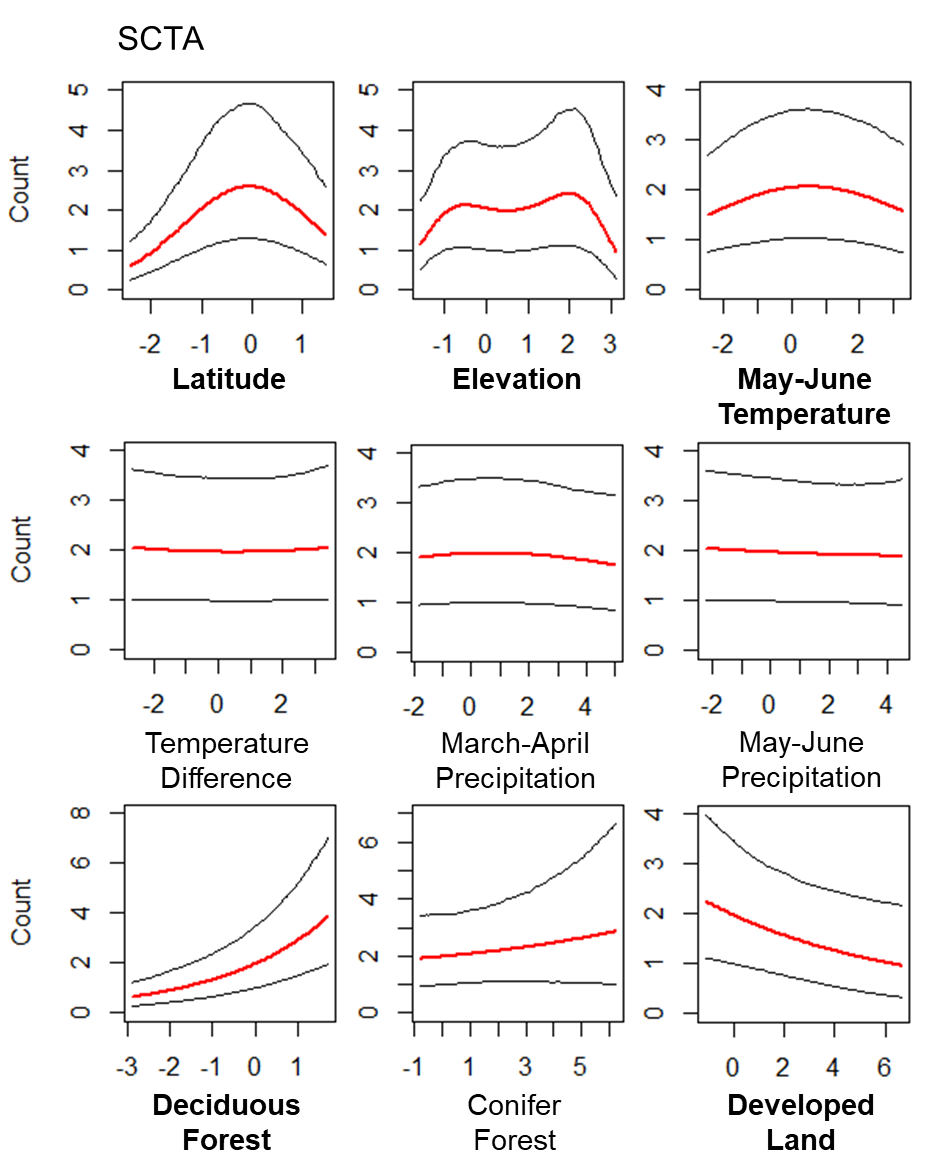 SCTA
5 4 3 2 1 0
Count
-2 -1 0 1
Latitude
5 4 3 2 1 0
-1 0 1 2 3
Elevation
4 3 2 1 0
-2 0 2
May-June
Temperature
4 3 2 1 0
Count
-2 0 2
Temperature
Difference
4 3 2 1 0
-2 0 2 4
March-April
Precipitation
4 3 2 1 0
-2 0 2 4
May-June
Precipitation
8 6 4 2 0
Count
-3 -2 -1 0 1
Deciduous
Forest
6 4 2 0
-1 1 3 5
Conifer
Forest
4 3 2 1 0
0 2 4 6
Developed
Land